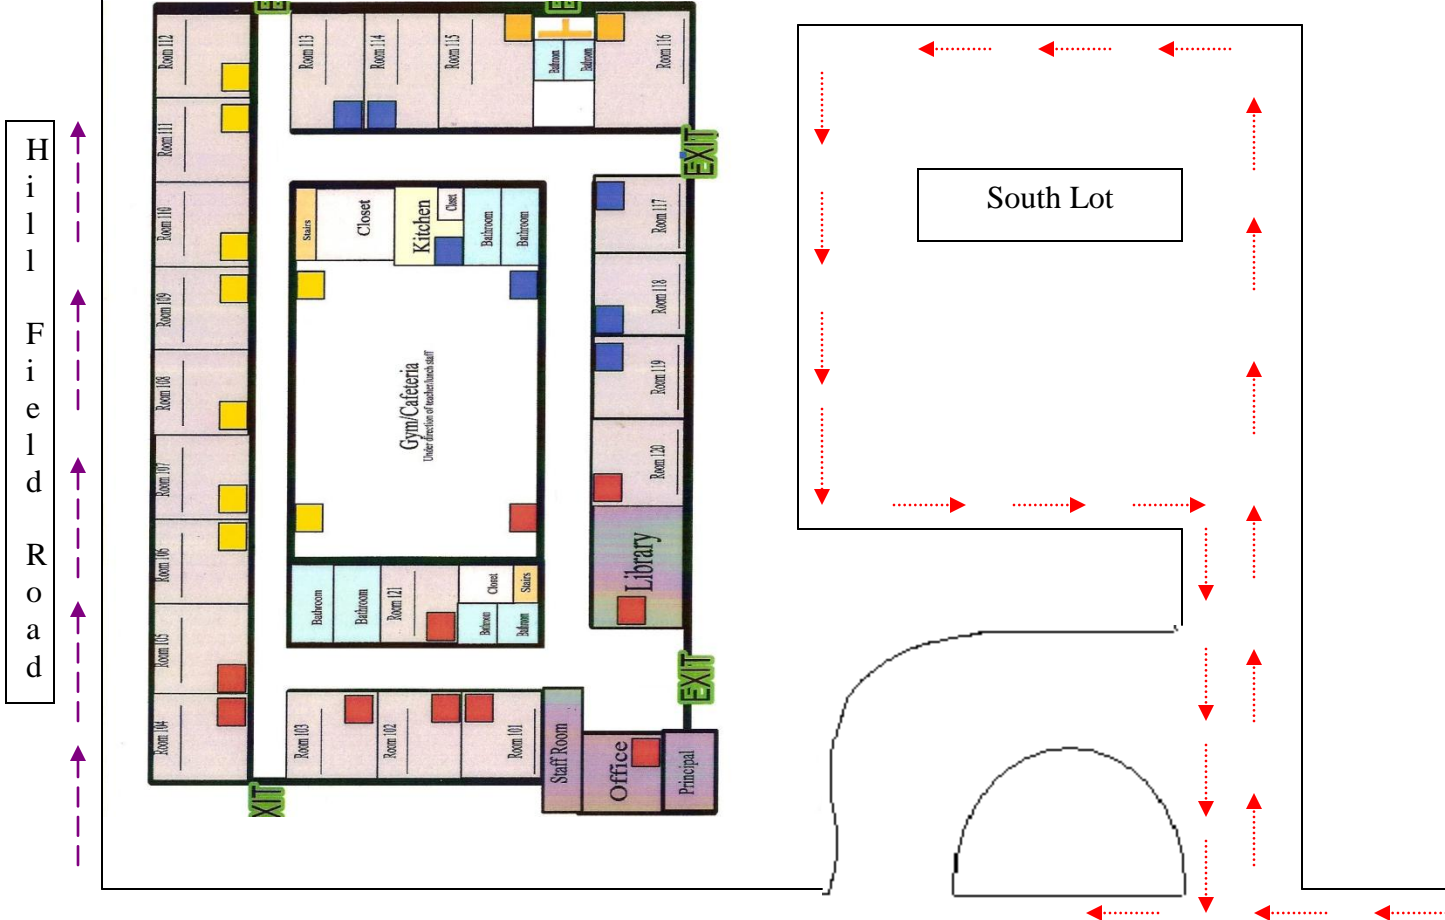 Hill Field Road
Room 112
Room 111
Room 110
Room 109
Room 108
Room 107
Room 106
Room 105
Room 104
Room 113
Room 114
Room 115
Bathroom
Bathroom
Room 116
EXIT
Stairs
Closet
Kitchen
Closet
Bathroom
Bathroom
Gym/Cafeteria
Under direction of teacher/lunch staff
Room 117
Room 118
Room 119
Room 120
Library
Bathroom
Bathroom
Room 121
Closet
Stairs
Bathroom
Bathroom
EXIT
Room 103
Room 102
Room 101
Staff Room
Office
Principal
XIT
South Lot